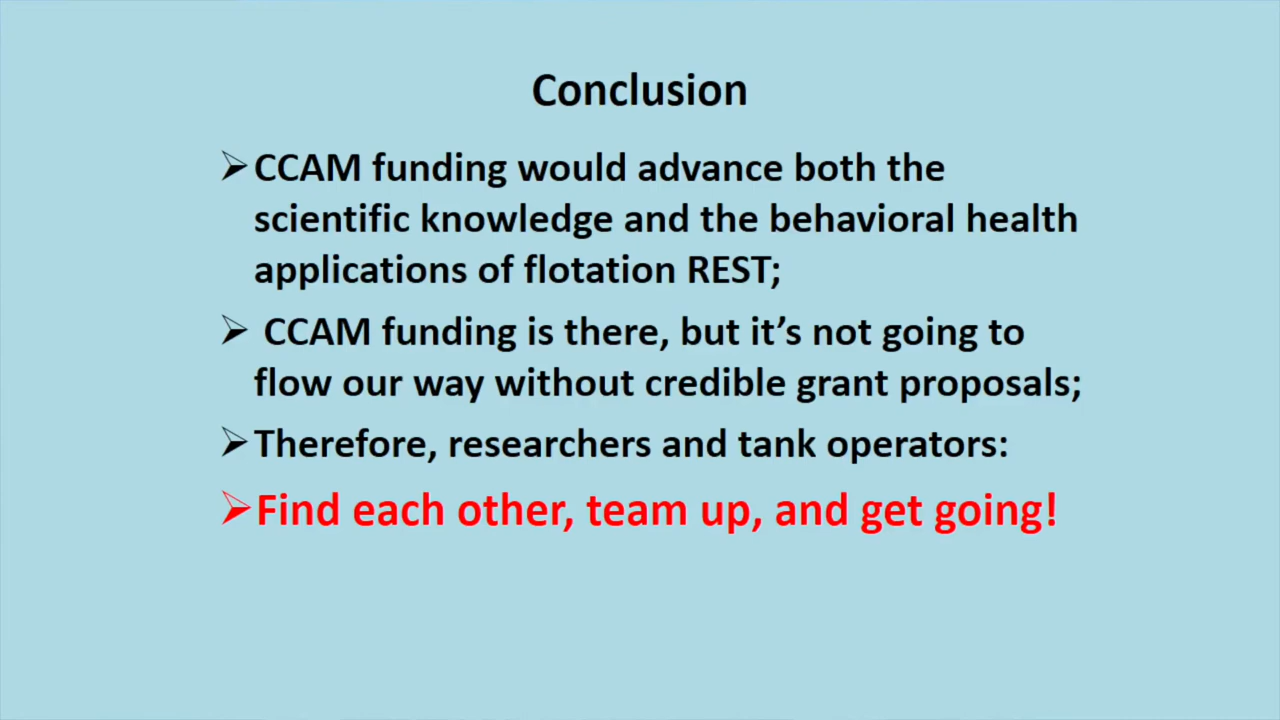 Conclusion
➢CCAM funding would advance both the
scientific knowledge and the behavioral health
applications of flotation REST;
➢ CCAM funding is there, but it’s not going to
flow our way without credible grant proposals;
➢Therefore, researchers and tank operators:
➢Find each other, team up, and get going!